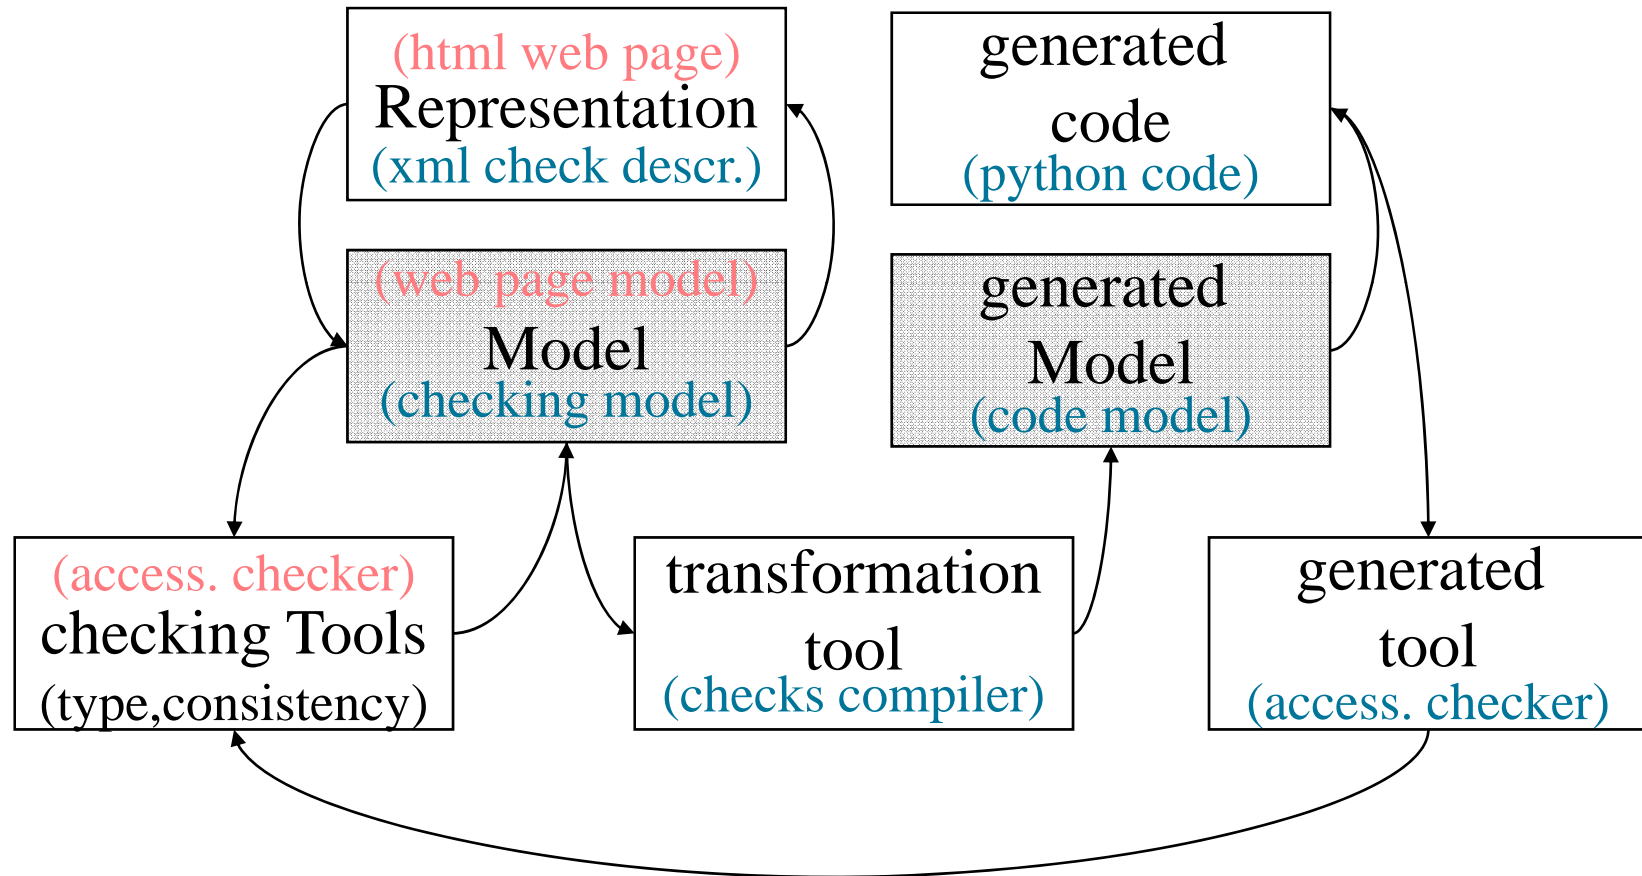 (html web page)
Representation
(xml check descr.)
generated
code
(python code)
(web page model)
Model
(checking model)
generated
Model
(code model)
(access. checker)
checking Tools
(type,consistency)
transformation
tool
(checks compiler)
generated
tool
(access. checker)